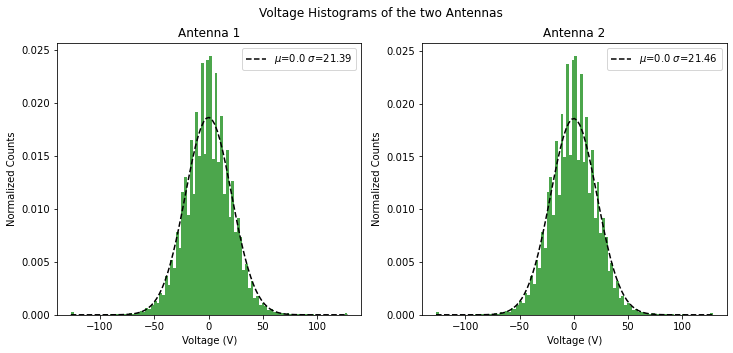 Voltage Histograms of the two Antennas
Antenna 1
μ=0.0 σ=21.39
0.025
0.020
0.015
0.010
0.005
0.000
Normalized Counts
−100
−50
0
50
100
Voltage (V)
Antenna 2
μ=0.0 σ=21.46
0.025
0.020
0.015
0.010
0.005
0.000
Normalized Counts
−100
−50
0
50
100
Voltage (V)